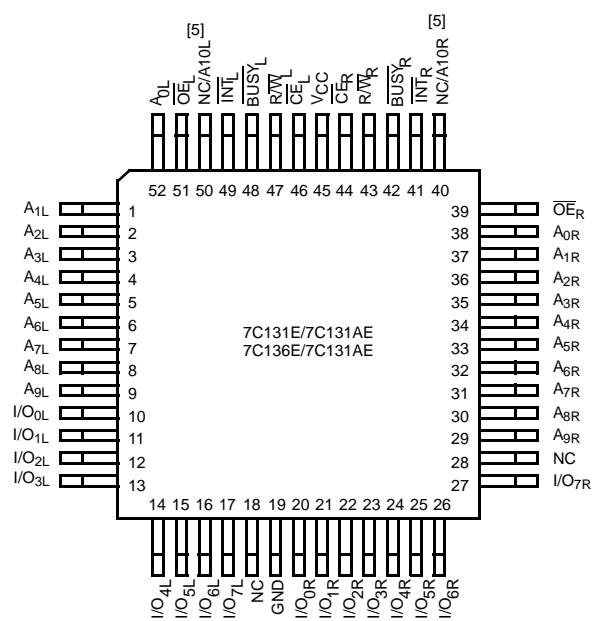 [5]
[5]
A0L
OEL
NC/A10L
INTL
BUSYL
R/WL
CEL
VCC
CER
R/WR
BUSYR
INTR
NC/A10R
52 51 50 49 48 47 46 45 44 43 42 41 40
A1L 1
A2L 2
A3L 3
A4L 4
A5L 5
A6L 6
A7L 7
A8L 8
A9L 9
I/O0L 10
I/O1L 11
I/O2L 12
I/O3L 13
7C131E/7C131AE
7C136E/7C131AE
39 OER
38 A0R
37 A1R
36 A2R
35 A3R
34 A4R
33 A5R
32 A6R
31 A7R
30 A8R
29 A9R
28 NC
27 I/O7R
14 15 16 17 18 19 20 21 22 23 24 25 26
I/O4L
I/O5L
I/O6L
I/O7L
NC
GND
I/O0R
I/O1R
I/O2R
I/O3R
I/O4R
I/O5R
I/O6R